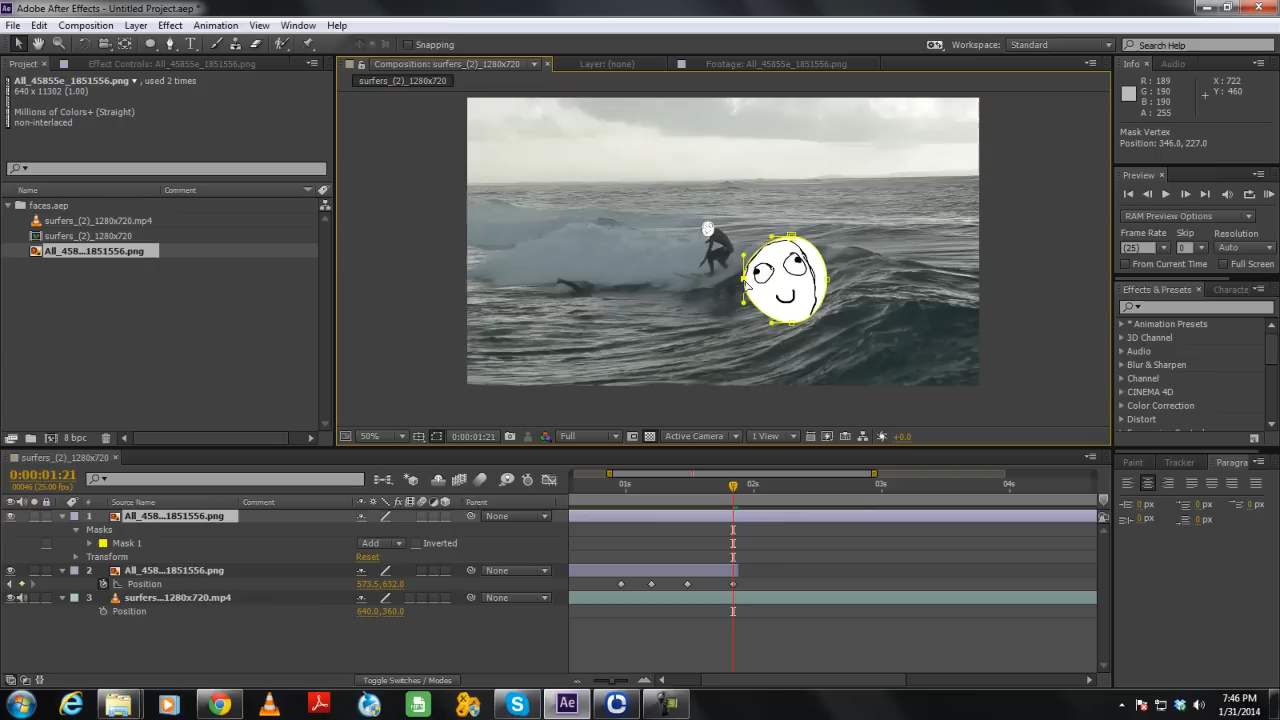 Adobe After Effects - Untitled Project.aep *
File Edit Composition Layer Effect Animation View Window Help
Snapping
Workspace: Standard
Search Help
Project Effect Controls: All_45855e_1851556.png
Composition: surfers_(2)_1280x720 Layer: (none) Footage: All_45855e_1851556.png
Info Audio
All_45855e_1851556.png , used 2 times
640 x 11302 (1.00)
Millions of Colors+ (Straight)
non-interlaced
surfers_(2)_1280x720
R : 189
G : 190
B : 190
A : 255
X : 722
Y : 460
Mask Vertex
Position: 346.0, 227.0
Preview
RAM Preview Options
Frame Rate Skip Resolution
(25) 0 Auto
From Current Time Full Screen
Name Comment
faces.aep
surfers_(2)_1280x720.mp4
surfers_(2)_1280x720
All_458...1851556.png
Effects & Presets Characte
* Animation Presets
3D Channel
Audio
Blur & Sharpen
Channel
CINEMA 4D
Color Correction
Distort
8 bpc
50% 0:00:01:21 Full Active Camera 1 View +0.0
surfers_(2)_1280x720
0:00:01:21
00046 (25.00 fps)
01s 02s 03s 04s
# Source Name Comment Parent
1 All_458...1851556.png None
Masks
Mask 1 Add Inverted
Transform Reset
2 All_458...1851556.png None
Position 573.5,632.0
3 surfers...1280x720.mp4 None
Position 640.0,360.0
Toggle Switches / Modes
Paint Tracker Paragra
0 px 0 px 0 px
0 px 0 px
7:46 PM
1/31/2014